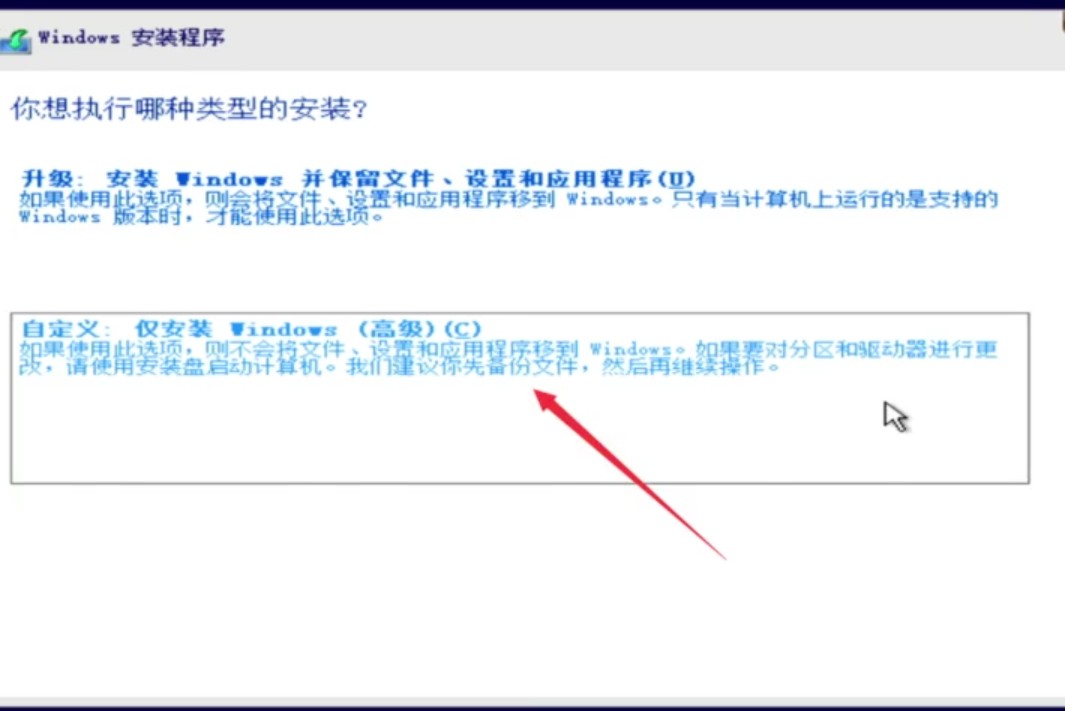 Windows 安装程序
你想执行哪种类型的安装?
升级: 安装 Windows 并保留文件、设置和应用程序(U)
如果使用此选项，则会将文件、设置和应用程序移到 Windows。只有当计算机上运行的是支持的
Windows 版本时，才能使用此选项。
自定义: 仅安装 Windows (高级)(C)
如果使用此选项，则不会将文件、设置和应用程序移到 Windows。如果要对分区和驱动器进行更
改，请使用安装盘启动计算机。我们建议你先备份文件，然后再继续操作。